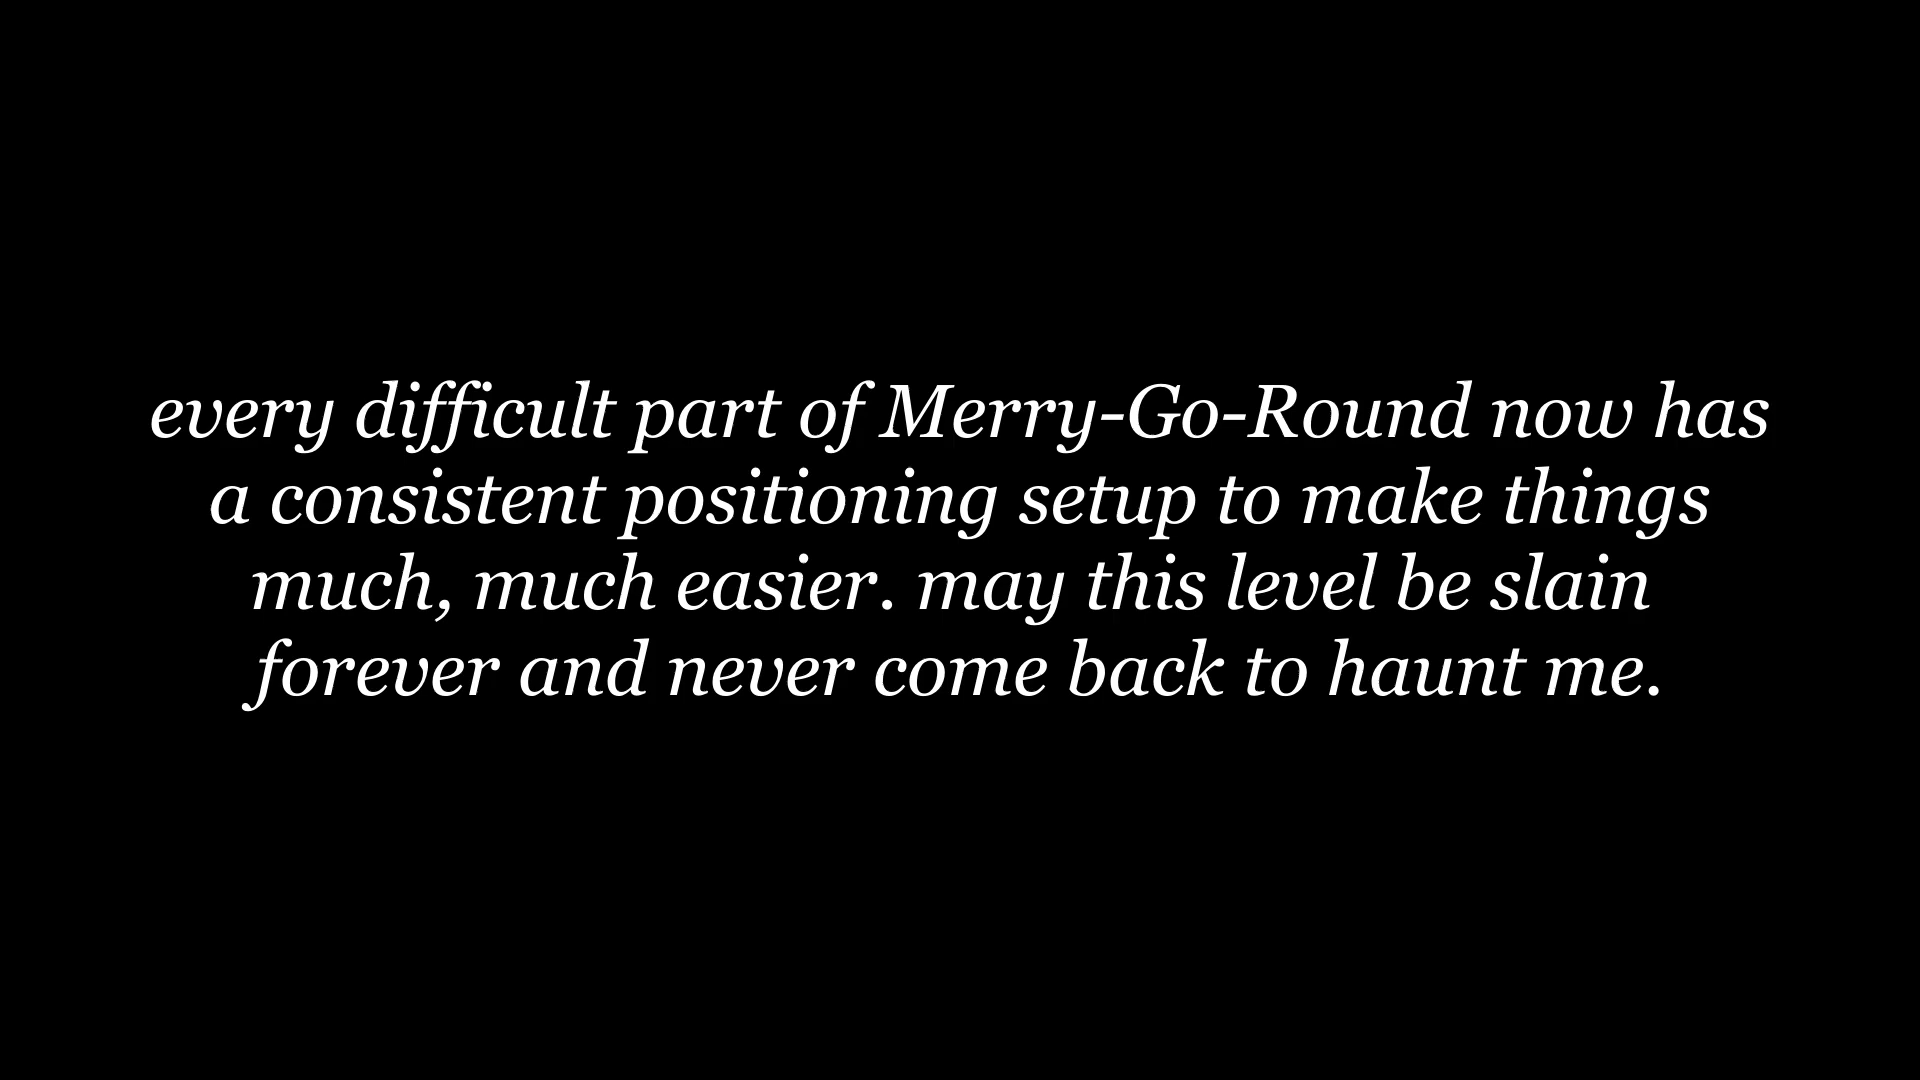 every difficult part of Merry-Go-Round now has
a consistent positioning setup to make things
much, much easier. may this level be slain
forever and never come back to haunt me.